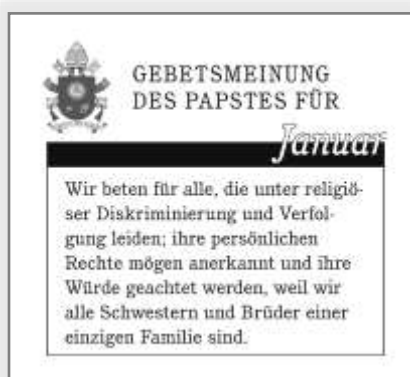 GEBETSMEINUNG
DES PAPSTES FÜR
Januar
Wir beten für alle, die unter religiö-
ser Diskriminierung und Verfol-
gung leiden; ihre persönlichen
Rechte mögen anerkannt und ihre
Würde geachtet werden, weil wir
alle Schwestern und Brüder einer
einzigen Familie sind.